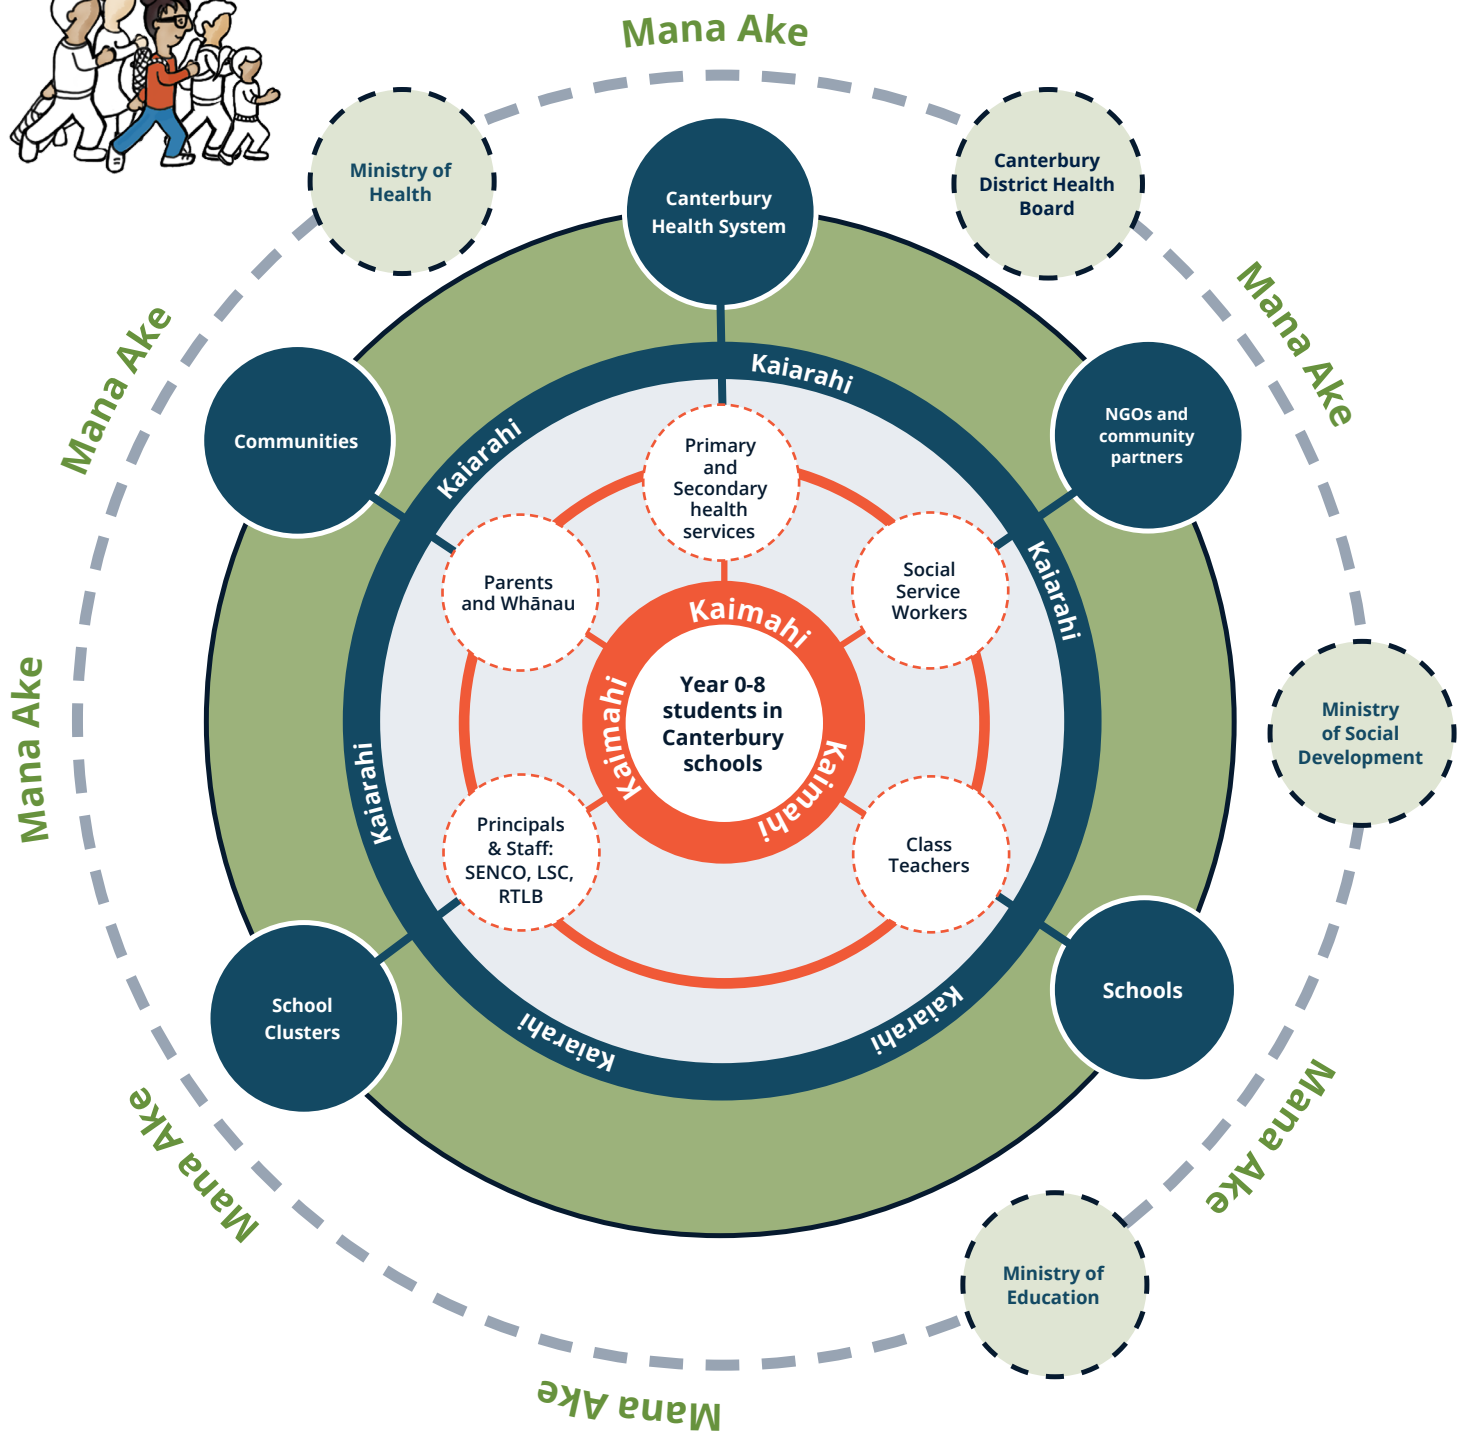 Mana Ake
Ministry of
Health
Canterbury
District Health
Board
Canterbury
Health System
Mana Ake
Mana Ake
Kaiarahi
Communities
NGOs and
community
partners
Kaiarahi
Primary
and
Secondary
health
services
Parents
and Whānau
Social
Service
Workers
Kaiarahi
Kaimahi
Kaimahi
Year 0-8
students in
Canterbury
schools
Kaimahi
Mana Ake
Ministry
of Social
Development
Kaiarahi
Principals
& Staff:
SENCO, LSC,
RTLB
Class
Teachers
School
Clusters
Schools
Kaiarahi
Kaiarahi
Mana Ake
Mana Ake
Ministry of
Education
Mana Ake